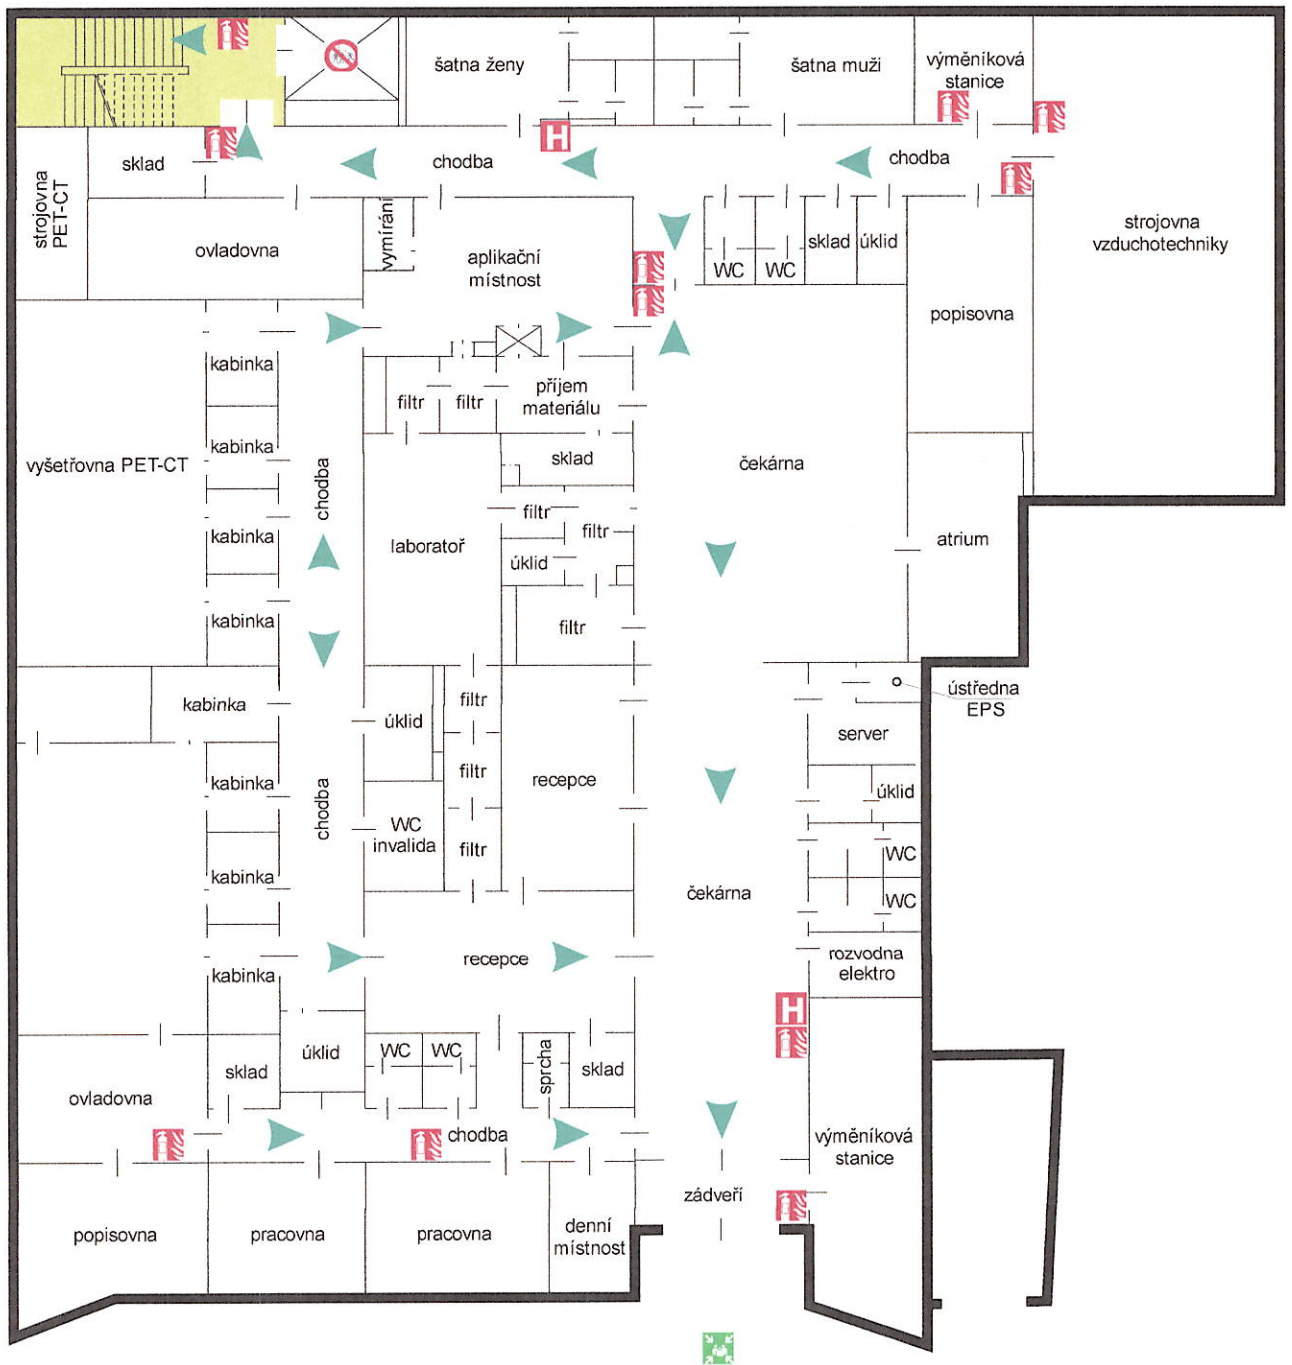 šatna ženy
šatna muži
výměníková
stanice
H
sklad
chodba
chodba
strojovna
PET-CT
ovladovna
vymírání
aplikační
místnost
WC
WC
sklad
úklid
strojovna
vzduchotechniky
popisovna
kabinka
filtr
filtr
příjem
materiálu
kabinka
vyšetřovna PET-CT
chodba
sklad
čekárna
kabinka
laboratoř
filtr
filtr
úklid
atrium
kabinka
filtr
kabinka
úklid
filtr
ústředna
EPS
server
kabinka
chodba
filtr
recepce
úklid
WC
invalida
filtr
WC
kabinka
čekárna
WC
kabinka
recepce
rozvodna
elektro
H
úklid
WC
WC
sprcha
sklad
sklad
ovladovna
chodba
výměníková
stanice
zádveří
popisovna
pracovna
pracovna
denní
místnost